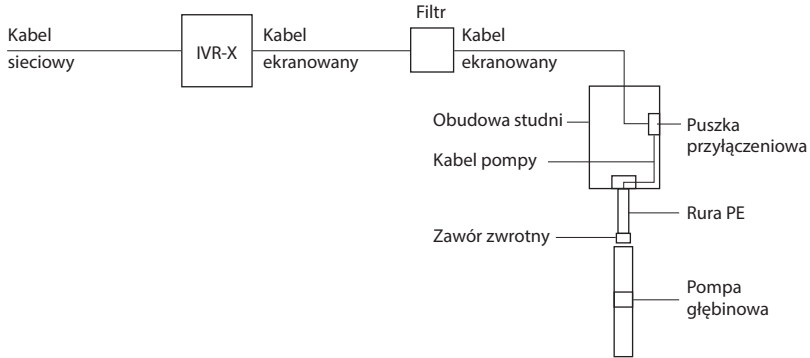 Filtr
Kabel
sieciowy
IVR-X
Kabel
ekranowany
Kabel
ekranowany
Obudowa studni
Puszka
przyłączeniowa
Kabel pompy
Rura PE
Zawór zwrotny
Pompa
głębinowa